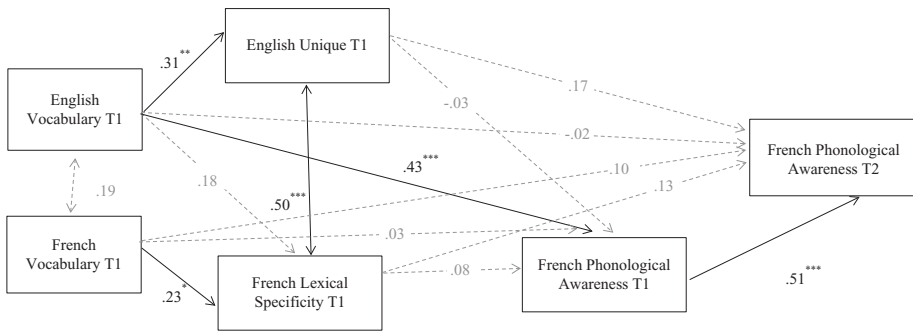 English Unique T1
.31**
English
Vocabulary T1
.17
-.03
-.02
French Phonological
Awareness T2
.43***
.10
.18
.13
.19
.50***
French
Vocabulary T1
.03
French Lexical
Specificity T1
.08
French Phonological
Awareness T1
.51***
.23*